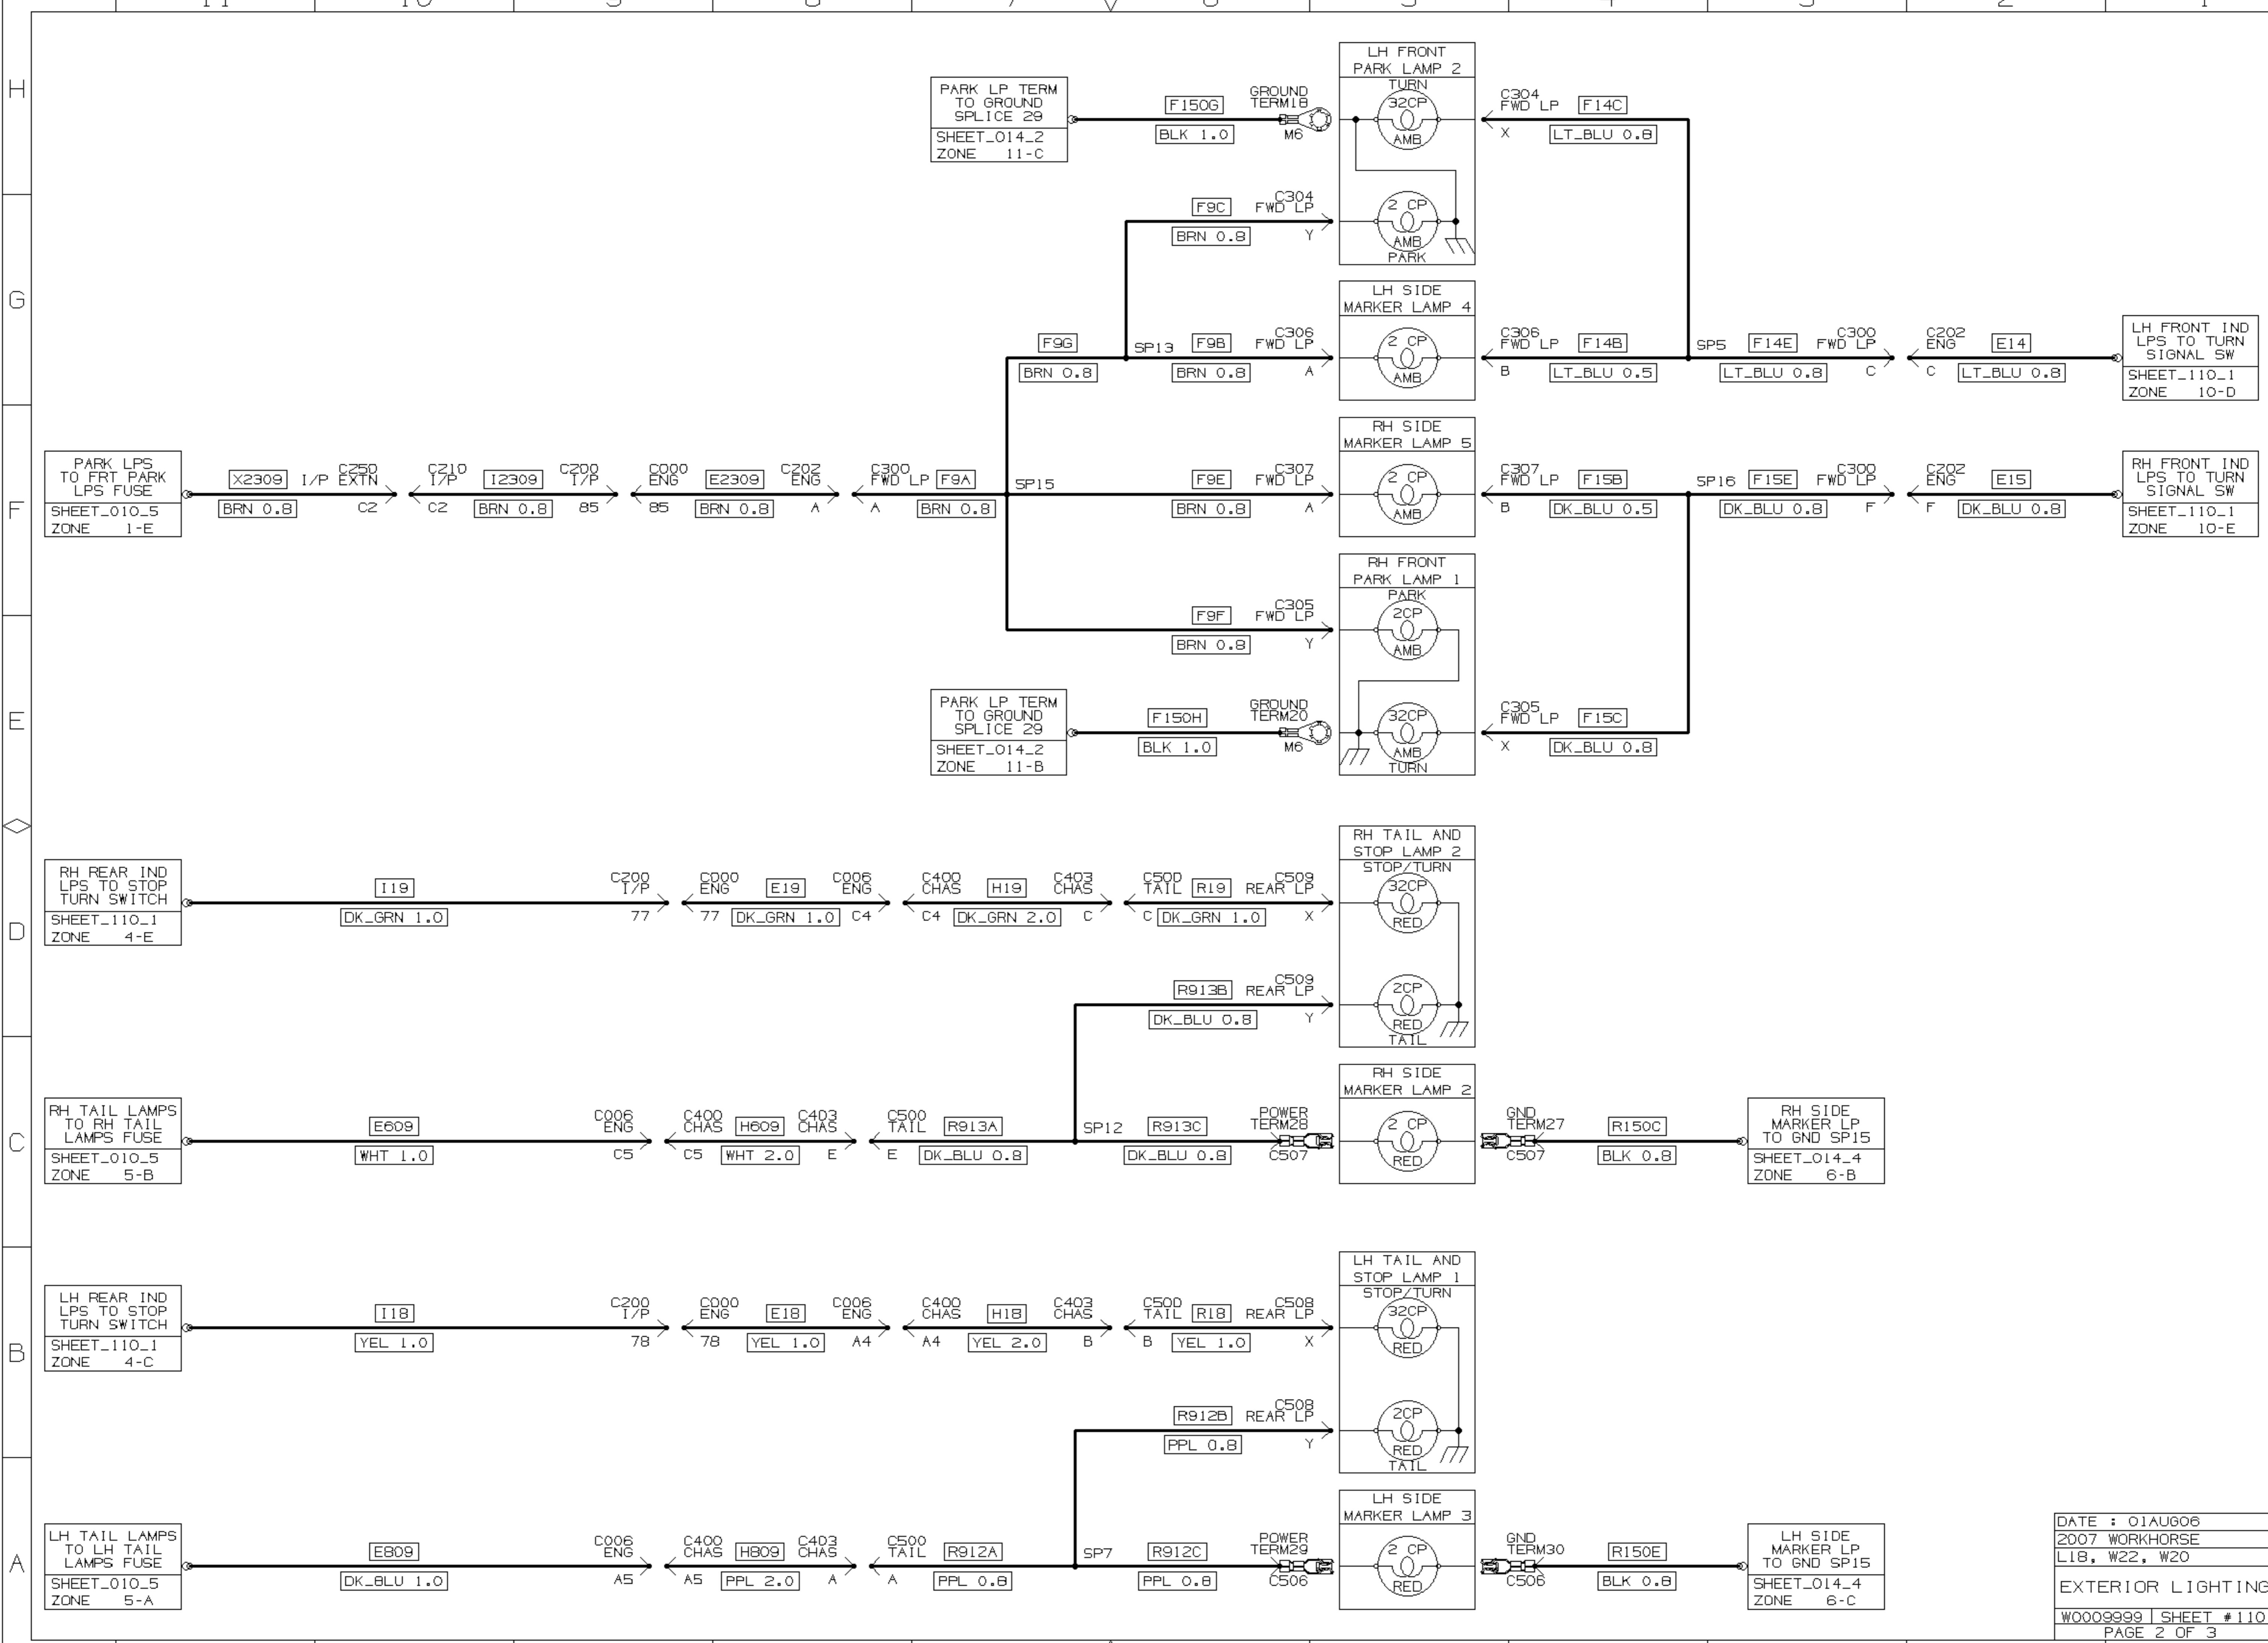 H
G
F
E
D
C
B
A
LH FRONT
PARK LAMP 2
TURN
32CP
AMB
2 CP
AMB
PARK
PARK LP TERM
TO GROUND
SPLICE 29
SHEET_014_2
ZONE 11-C
F150G
BLK 1.0
GROUND
TERM18
M6
C304
FWD LP
X
F14C
LT_BLU 0.8
F9C
BRN 0.8
C304
FWD LP
Y
LH SIDE
MARKER LAMP 4
2 CP
AMB
F9G
BRN 0.8
SP13
F9B
BRN 0.8
C306
FWD LP
A
C306
FWD LP
B
F14B
LT_BLU 0.5
SP5
F14E
LT_BLU 0.8
C300
FWD LP
C
C202
ENG
C
E14
LT_BLU 0.8
LH FRONT IND
LPS TO TURN
SIGNAL SW
SHEET_110_1
ZONE 10-D
PARK LPS
TO FRT PARK
LPS FUSE
SHEET_010_5
ZONE 1-E
X2309
BRN 0.8
C250
I/P EXTN
C2
C210
I/P
C2
I2309
BRN 0.8
C200
I/P
85
C000
ENG
85
E2309
BRN 0.8
C202
ENG
A
C300
FWD LP
A
F9A
BRN 0.8
SP15
F9E
BRN 0.8
C307
FWD LP
A
RH SIDE
MARKER LAMP 5
2 CP
AMB
C307
FWD LP
B
F15B
DK_BLU 0.5
SP16
F15E
DK_BLU 0.8
C300
FWD LP
F
C202
ENG
F
E15
DK_BLU 0.8
RH FRONT IND
LPS TO TURN
SIGNAL SW
SHEET_110_1
ZONE 10-E
RH FRONT
PARK LAMP 1
PARK
2CP
AMB
32CP
AMB
TURN
F9F
BRN 0.8
C305
FWD LP
Y
PARK LP TERM
TO GROUND
SPLICE 29
SHEET_014_2
ZONE 11-B
F150H
BLK 1.0
GROUND
TERM20
M6
C305
FWD LP
X
F15C
DK_BLU 0.8
RH REAR IND
LPS TO STOP
TURN SWITCH
SHEET_110_1
ZONE 4-E
I19
DK_GRN 1.0
C200
I/P
77
C000
ENG
77
E19
DK_GRN 1.0
C006
ENG
C4
C400
CHAS
C4
H19
DK_GRN 2.0
C403
CHAS
C
C500
TAIL
C
R19
DK_GRN 1.0
C509
REAR LP
X
RH TAIL AND
STOP LAMP 2
STOP/TURN
32CP
RED
2CP
RED
TAIL
R913B
DK_BLU 0.8
C509
REAR LP
Y
RH TAIL LAMPS
TO RH TAIL
LAMPS FUSE
SHEET_010_5
ZONE 5-B
E609
WHT 1.0
C006
ENG
C5
C400
CHAS
C5
H609
WHT 2.0
C403
CHAS
E
C500
TAIL
E
R913A
DK_BLU 0.8
SP12
R913C
DK_BLU 0.8
POWER
TERM28
C507
RH SIDE
MARKER LAMP 2
2 CP
RED
GND
TERM27
C507
R150C
BLK 0.8
RH SIDE
MARKER LP
TO GND SP15
SHEET_014_4
ZONE 6-B
LH REAR IND
LPS TO STOP
TURN SWITCH
SHEET_110_1
ZONE 4-C
I18
YEL 1.0
C200
I/P
78
C000
ENG
78
E18
YEL 1.0
C006
ENG
A4
C400
CHAS
A4
H18
YEL 2.0
C403
CHAS
B
C500
TAIL
B
R18
YEL 1.0
C508
REAR LP
X
LH TAIL AND
STOP LAMP 1
STOP/TURN
32CP
RED
2CP
RED
TAIL
R912B
PPL 0.8
C508
REAR LP
Y
LH TAIL LAMPS
TO LH TAIL
LAMPS FUSE
SHEET_010_5
ZONE 5-A
E809
DK_BLU 1.0
C006
ENG
A5
C400
CHAS
A5
H809
PPL 2.0
C403
CHAS
A
C500
TAIL
A
R912A
PPL 0.8
SP7
R912C
PPL 0.8
POWER
TERM29
C506
LH SIDE
MARKER LAMP 3
2 CP
RED
GND
TERM30
C506
R150E
BLK 0.8
LH SIDE
MARKER LP
TO GND SP15
SHEET_014_4
ZONE 6-C
DATE : 01AUG06
2007 WORKHORSE
L18, W22, W20
EXTERIOR LIGHTING
W0009999 SHEET #110
PAGE 2 OF 3